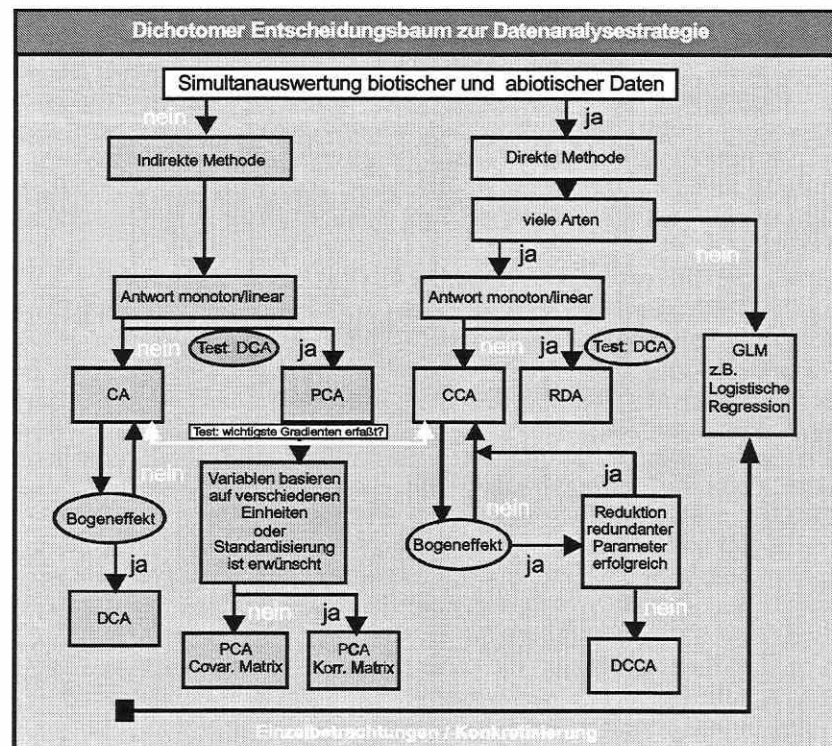 Dichotomer Entscheidungsbaum zur Datenanalysestrategie
Simultanauswertung biotischer und abiotischer Daten
nein
ja
Indirekte Methode
Direkte Methode
viele Arten
ja
nein
Antwort monoton/linear
Antwort monoton/linear
nein
Test: DCA
ja
nein
ja
Test: DCA
GLM
z.B.
Logistische
Regression
CA
PCA
CCA
RDA
Test: wichtigste Gradienten erfaßt?
nein
Variablen basieren
auf verschiedenen
Einheiten
oder
Standardisierung
ist erwünscht
nein
ja
Bogeneffekt
Bogeneffekt
ja
Reduktion
redundanter
Parameter
erfolgreich
ja
DCA
nein
ja
nein
PCA
Covar. Matrix
PCA
Korr. Matrix
DCCA
Einzelbetrachtungen / Konkretisierung